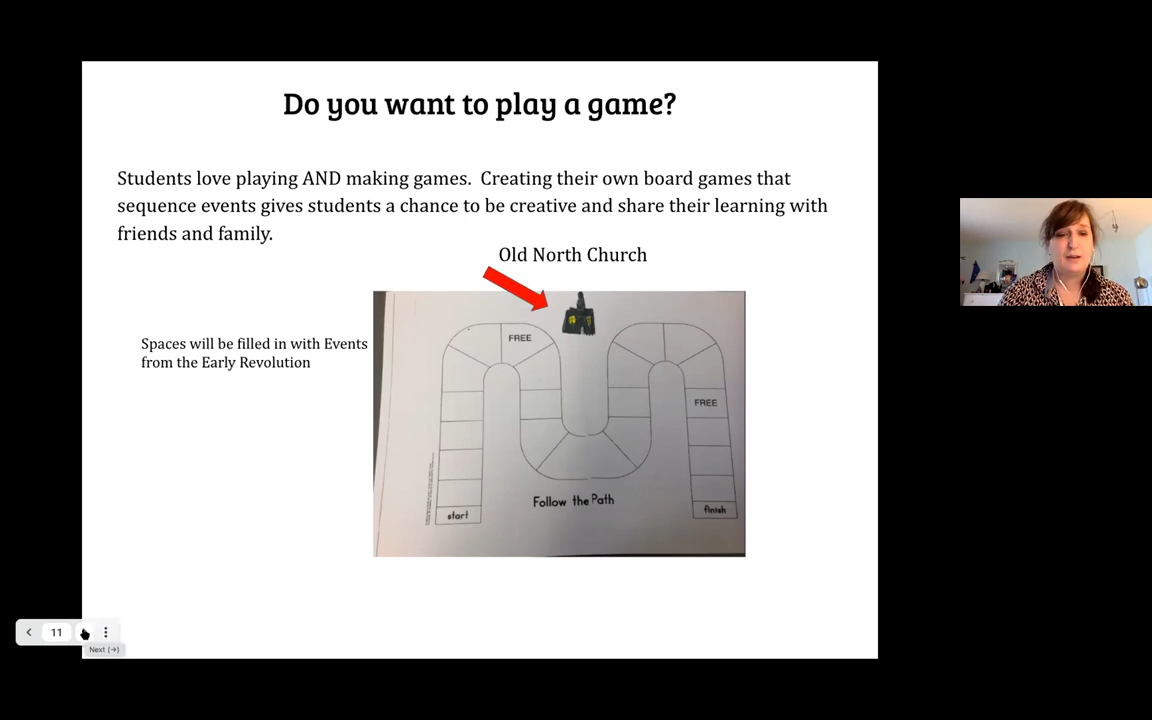 Do you want to play a game?
Students love playing AND making games. Creating their own board games that
sequence events gives students a chance to be creative and share their learning with
friends and family.
Old North Church
Spaces will be filled in with Events
from the Early Revolution
FREE
FREE
Follow the Path
start
finish
11
Next (→)